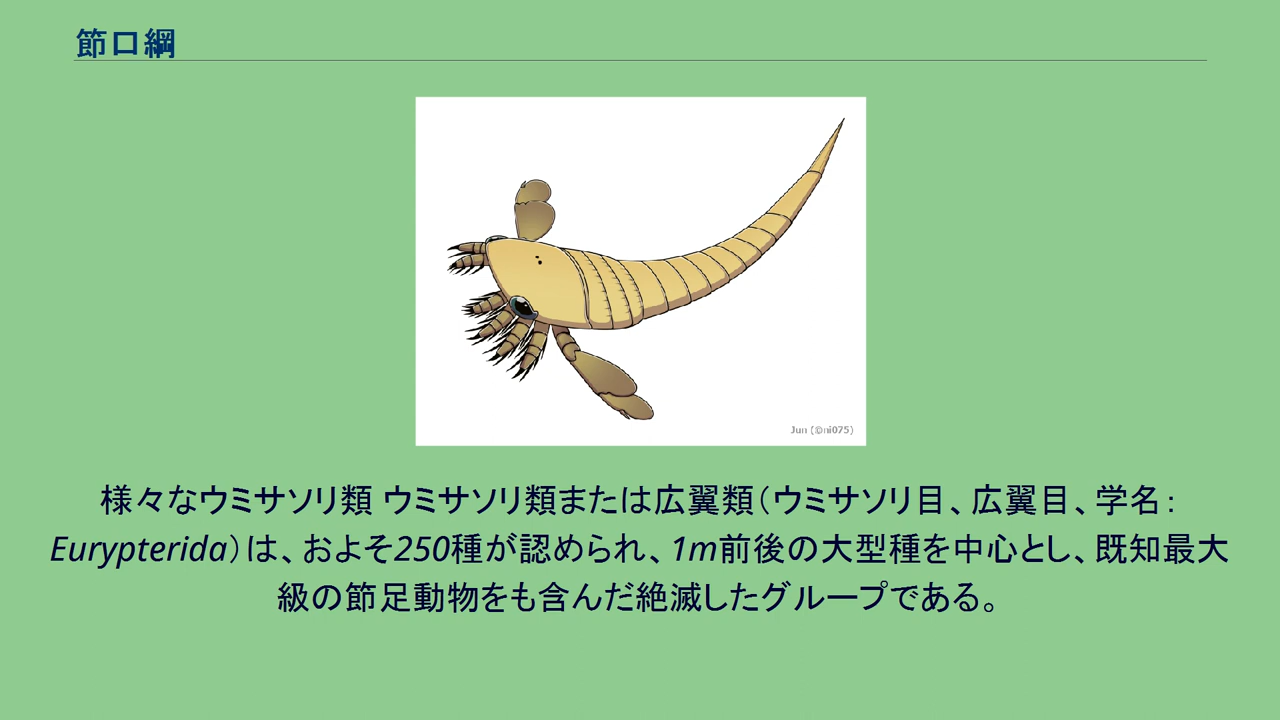 節口綱
Jun (©ni075)
様々なウミサソリ類 ウミサソリ類または広翼類（ウミサソリ目、広翼目、学名：
Eurypterida）は、およそ250種が認められ、1m前後の大型種を中心とし、既知最大
級の節足動物をも含んだ絶滅したグループである。